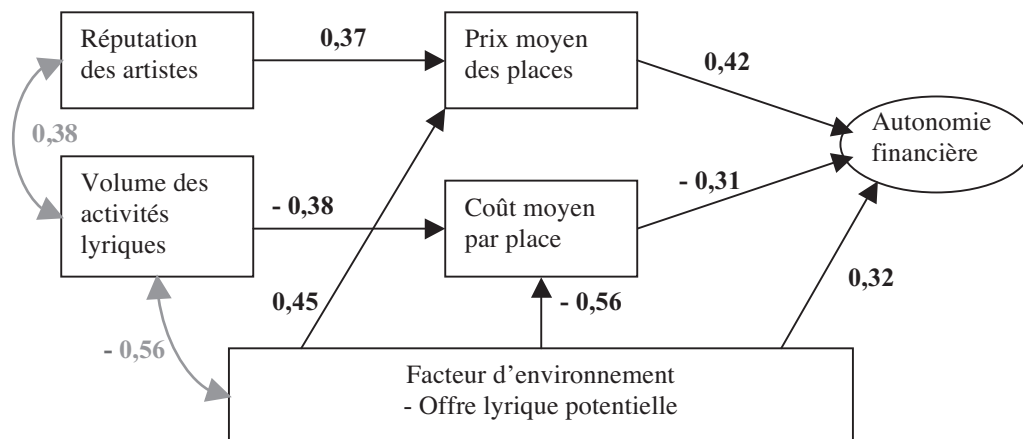 Réputation
des artistes
0,37
Prix moyen
des places
0,42
0,38
Autonomie
financière
Volume des
activités
lyriques
- 0,38
Coût moyen
par place
- 0,31
0,45
- 0,56
0,32
- 0,56
Facteur d'environnement
- Offre lyrique potentielle